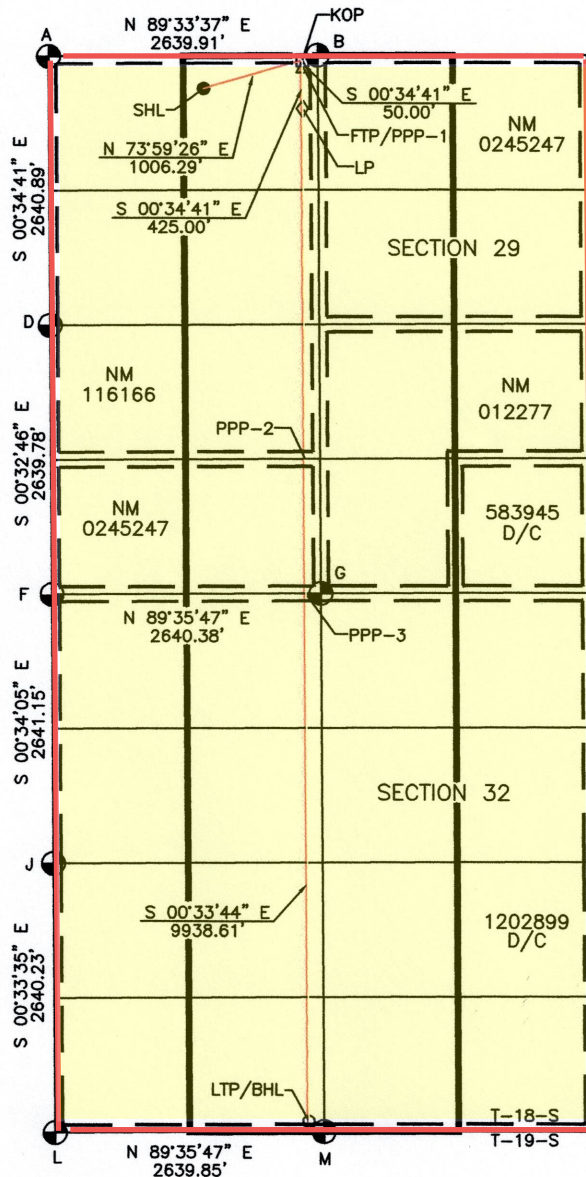 KOP
N 89°33'37" E
2639.91'
A
B
SHL
S 00°34'41" E
50.00'
FTP/PPP-1
LP
NM
0245247
N 73°59'26" E
1006.29'
S 00°34'41" E
425.00'
S 00°34'41" E
2640.89'
SECTION 29
D
NM
116166
NM
012277
PPP-2
S 00°32'46" E
2639.78'
NM
0245247
583945
D/C
G
F
N 89°35'47" E
2640.38'
PPP-3
S 00°34'05" E
2641.15'
SECTION 32
J
S 00°33'44" E
9938.61'
1202899
D/C
S 00°33'35" E
2640.23'
LTP/BHL
T-18-S
T-19-S
L
N 89°35'47" E
2639.85'
M